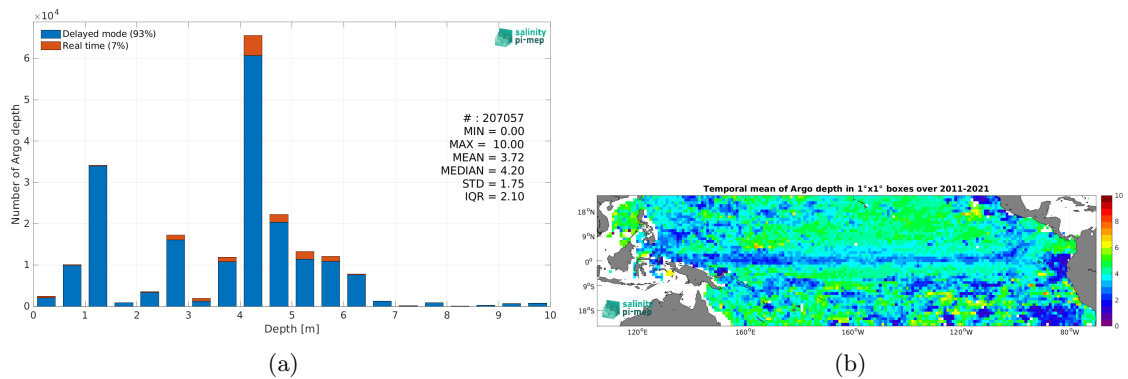 ×10⁴
Delayed mode (93%)
Real time (7%)
salinity
pi-mep
6
5
4
3
2
1
0
Number of Argo depth
# : 207057
MIN = 0.00
MAX = 10.00
MEAN = 3.72
MEDIAN = 4.20
STD = 1.75
IQR = 2.10
0 1 2 3 4 5 6 7 8 9 10
Depth [m]
(a)
Temporal mean of Argo depth in 1°x1° boxes over 2011-2021
18°N
9°N
0°
9°S
18°S
salinity
pi-mep
120°E 160°E 160°W 120°W 80°W
10
8
6
4
2
0
(b)